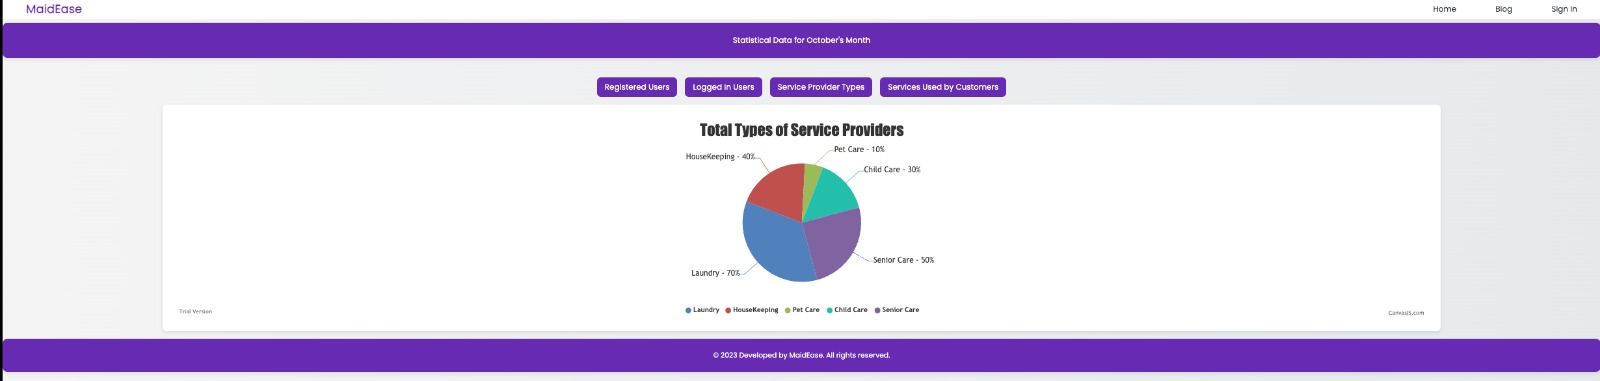 MaidEase
Home Blog Sign In
Statistical Data for October's Month
Registered Users Logged In Users Service Provider Types Services Used by Customers
Total Types of Service Providers
Pet Care - 10%
HouseKeeping - 40%
Child Care - 30%
Senior Care - 50%
Laundry - 70%
Laundry HouseKeeping Pet Care Child Care Senior Care
Trial Version
CanvasJS.com
© 2023 Developed by MaidEase. All rights reserved.